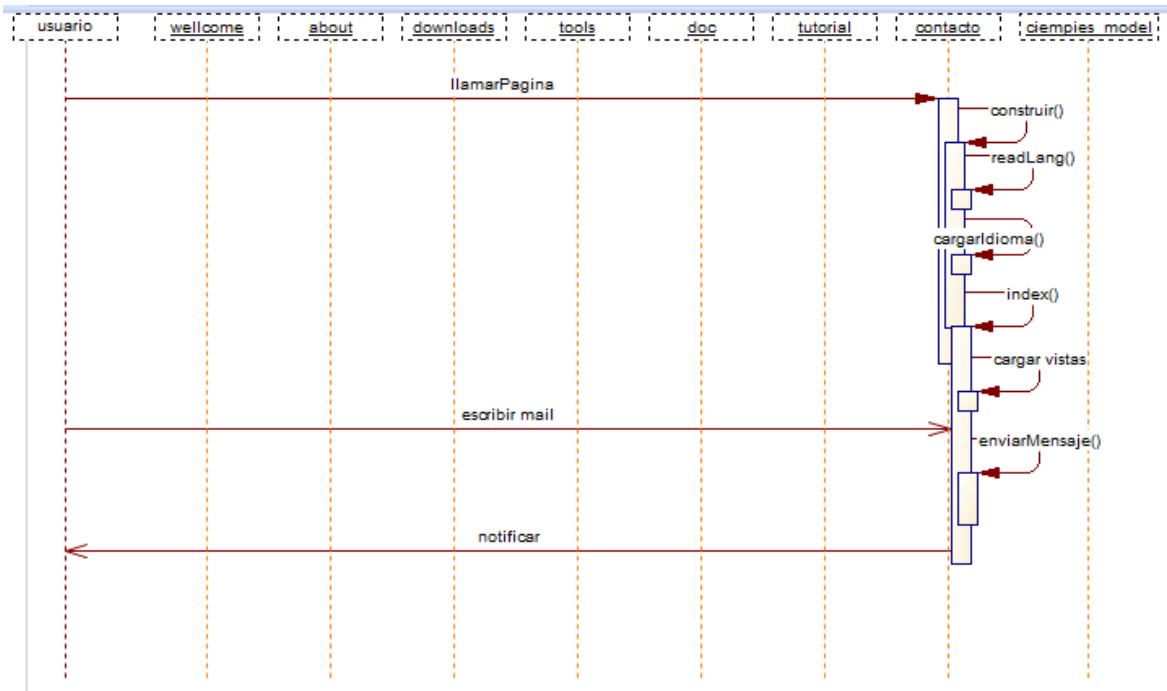 usuario wellcome about downloads tools doc tutorial contacto ciempies_model
llamarPagina
construir()
readLang()
cargarIdioma()
index()
cargar vistas
escribir mail
enviarMensaje()
notificar